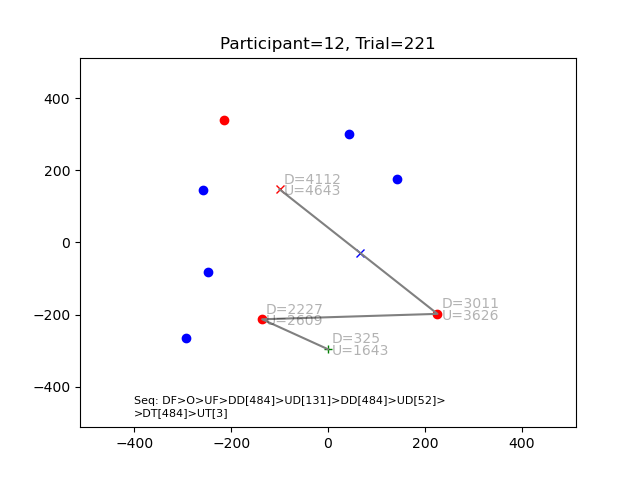 Participant=12, Trial=221
400
200
0
−200
−400
D=4112
U=4643
D=3011
U=3626
D=2227
U=2609
D=325
U=1643
Seq: DF>O>UF>DD[484]>UD[131]>DD[484]>UD[52]>
>DT[484]>UT[3]
−400 −200 0 200 400